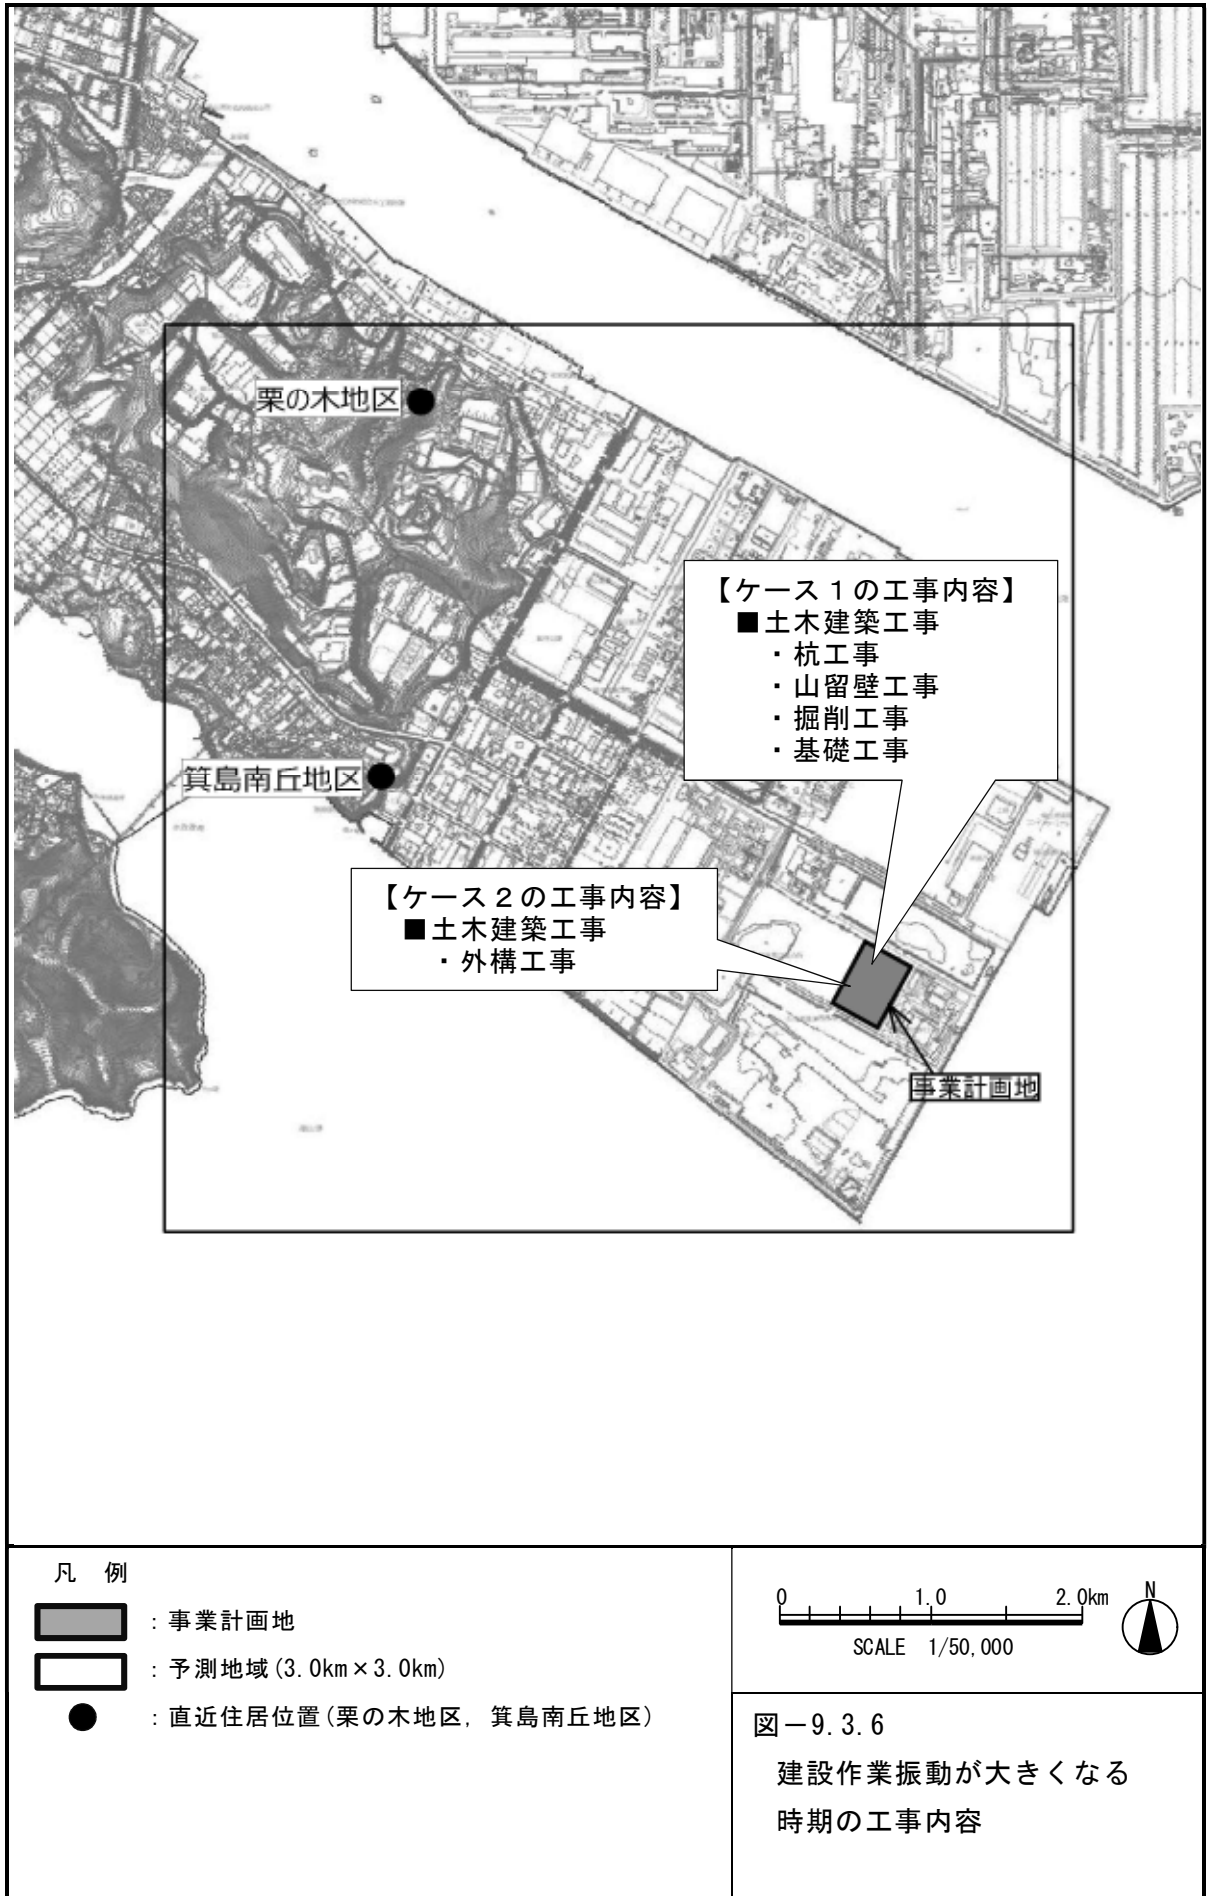 栗の木地区
【ケース１の工事内容】
■土木建築工事
・杭工事
・山留壁工事
・掘削工事
・基礎工事
箕島南丘地区
【ケース２の工事内容】
■土木建築工事
・外構工事
事業計画地
凡 例
：事業計画地
：予測地域(3.0km×3.0km)
：直近住居位置(栗の木地区，箕島南丘地区)
0 1.0 2.0km
N
SCALE 1/50,000
図－9.3.6
建設作業振動が大きくなる
時期の工事内容